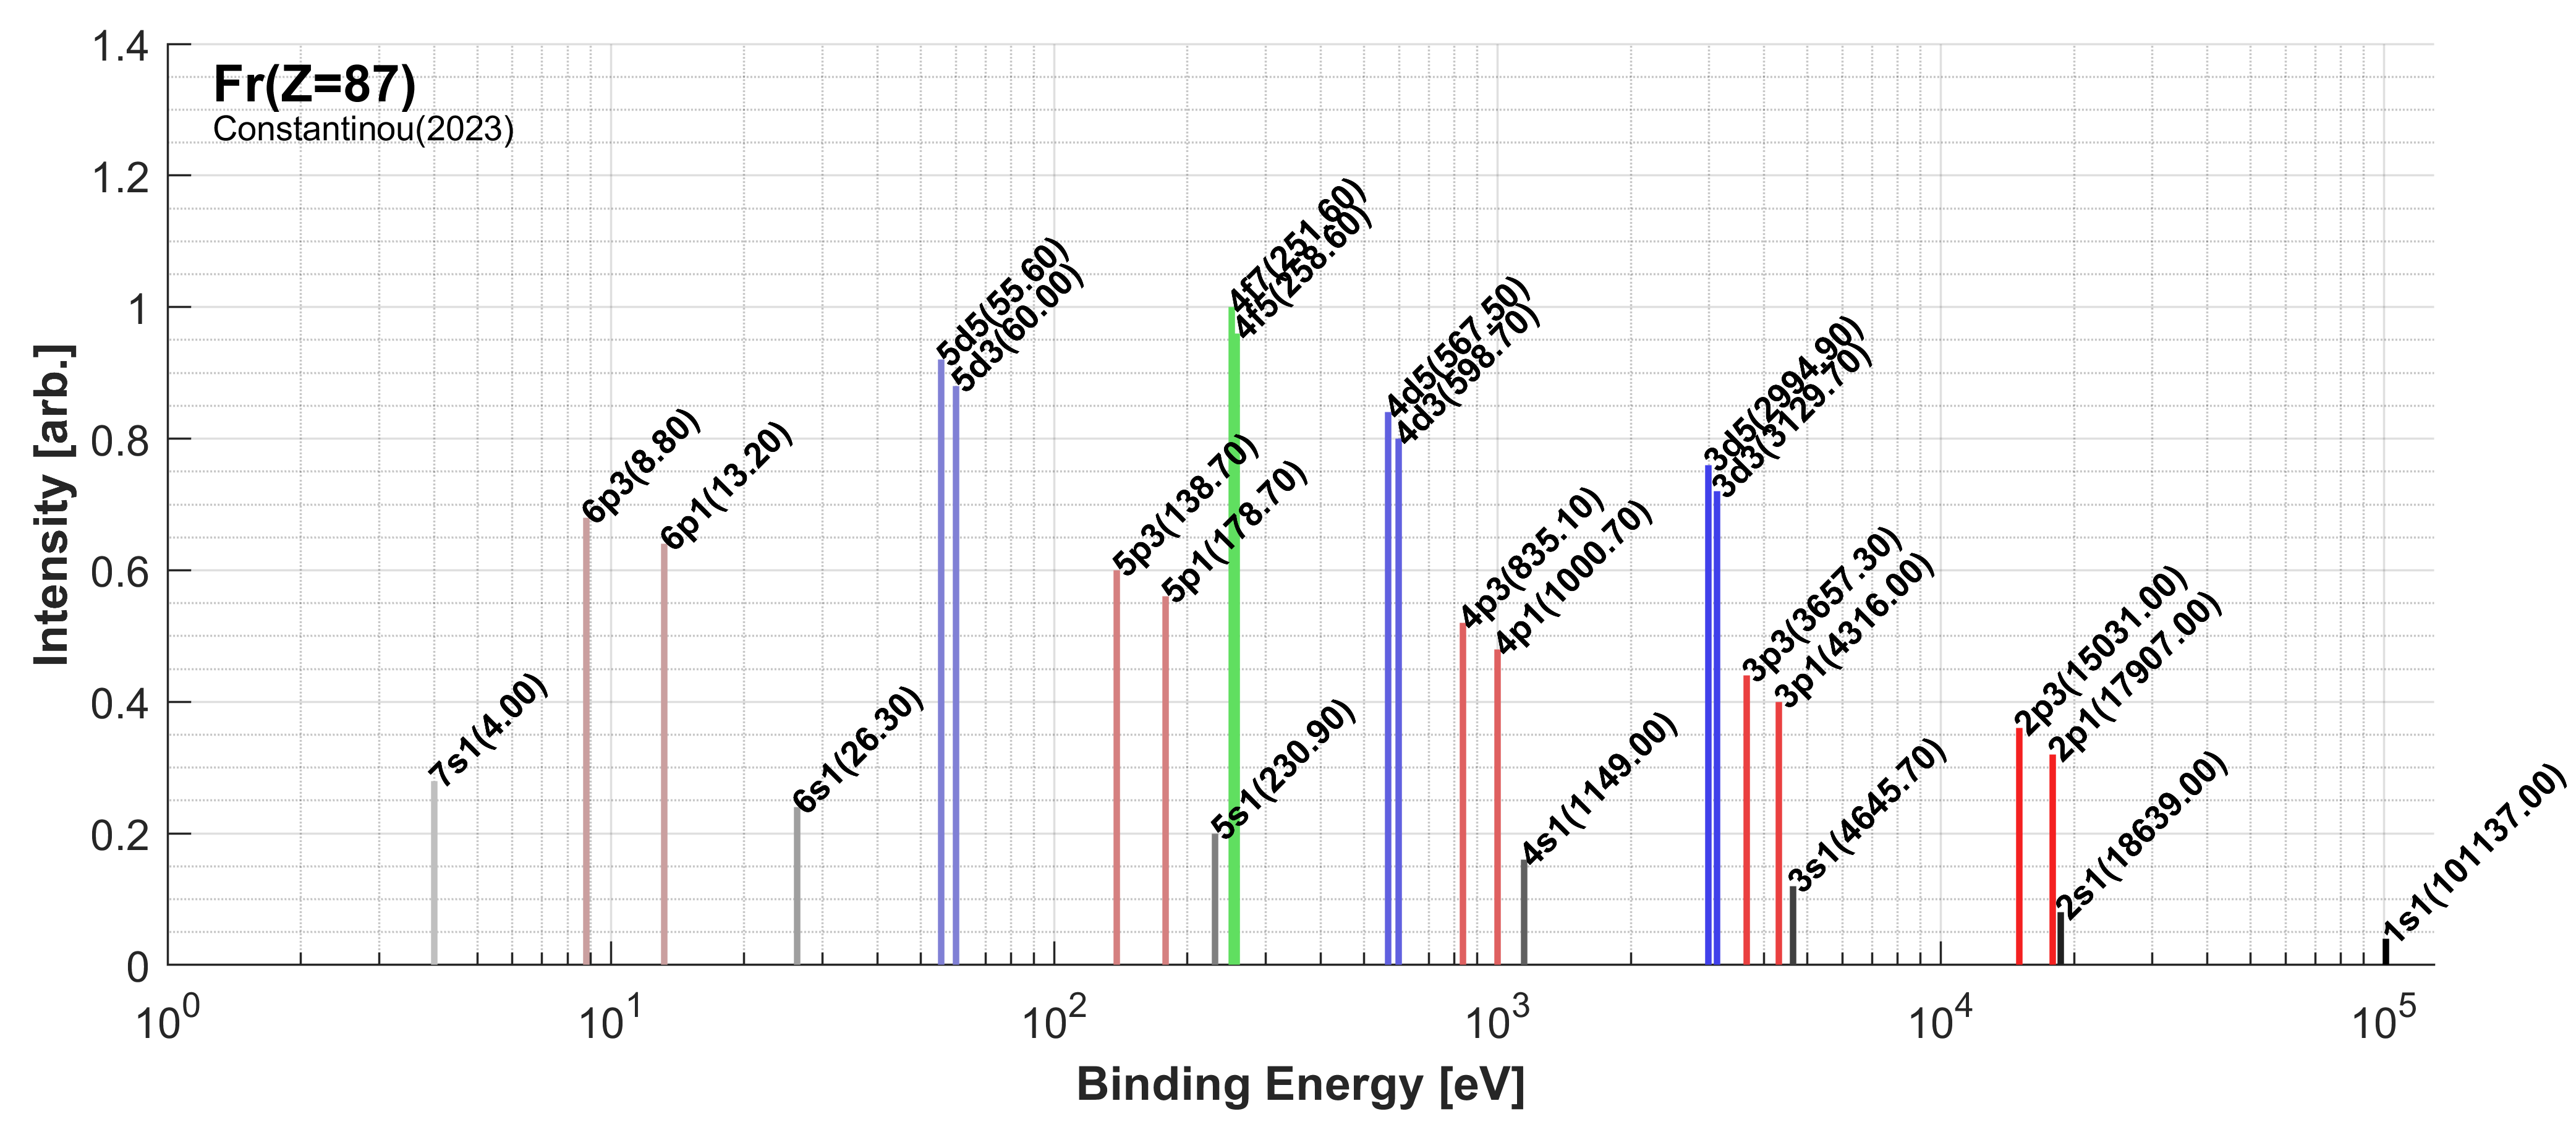 Fr(Z=87)
Constantinou(2023)
Intensity [arb.]
1.4
1.2
1
0.8
0.6
0.4
0.2
0
7s1(4.00)
6p3(8.80)
6p1(13.20)
6s1(26.30)
5d5(55.60)
5d3(60.00)
5p3(138.70)
5p1(178.70)
5s1(230.90)
4f7(251.60)
4f5(258.60)
4d5(567.50)
4d3(598.70)
4p3(835.10)
4p1(1000.70)
4s1(1149.00)
3d5(2994.90)
3d3(3129.70)
3p3(3657.30)
3p1(4316.00)
3s1(4645.70)
2p3(15031.00)
2p1(17907.00)
2s1(18639.00)
1s1(101137.00)
10^0 10^1 10^2 10^3 10^4 10^5
Binding Energy [eV]